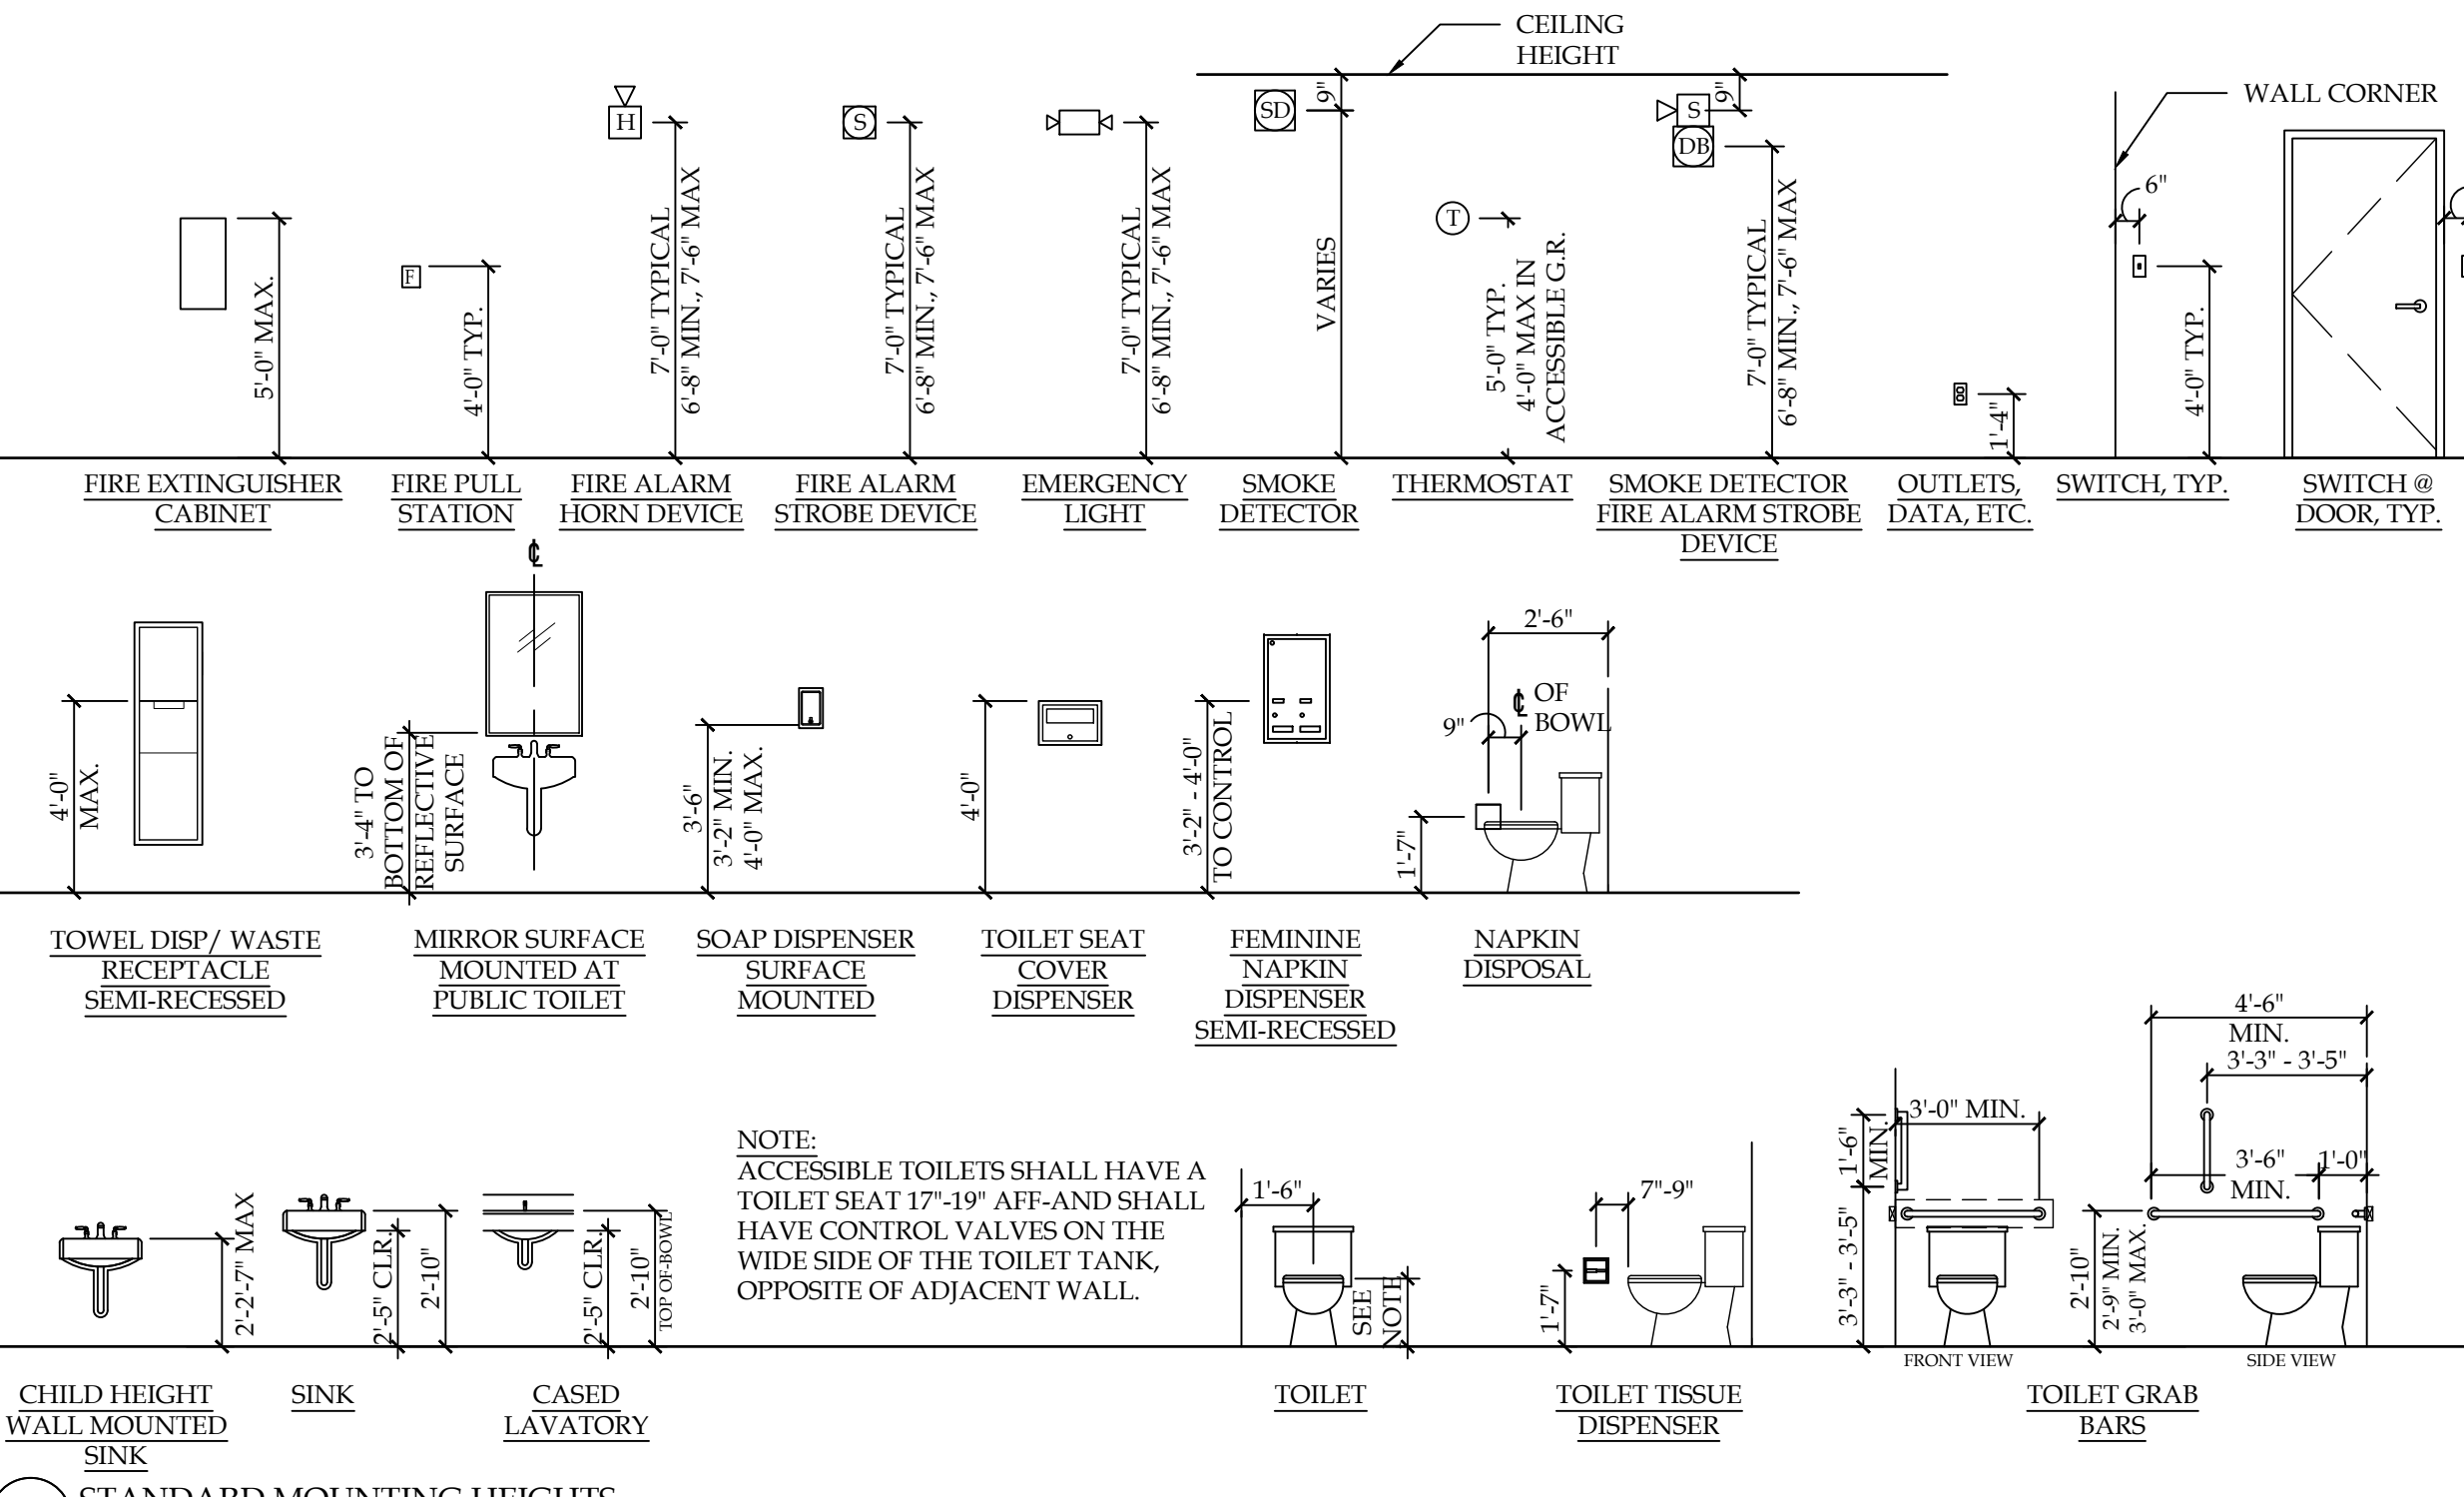 CEILING
HEIGHT
WALL CORNER
9"
9"
6"
H
S
SD
S
DB
T
F
5'-0" MAX.
4'-0" TYP.
7'-0" TYPICAL
6'-8" MIN., 7'-6" MAX
7'-0" TYPICAL
6'-8" MIN., 7'-6" MAX
7'-0" TYPICAL
6'-8" MIN., 7'-6" MAX
VARIES
5'-0" TYP.
4'-0" MAX IN
ACCESSIBLE G.R.
7'-0" TYPICAL
6'-8" MIN., 7'-6" MAX
1'-4"
4'-0" TYP.
FIRE EXTINGUISHER
CABINET
FIRE PULL
STATION
FIRE ALARM
HORN DEVICE
FIRE ALARM
STROBE DEVICE
EMERGENCY
LIGHT
SMOKE
DETECTOR
THERMOSTAT
SMOKE DETECTOR
FIRE ALARM STROBE
DEVICE
OUTLETS,
DATA, ETC.
SWITCH, TYP.
SWITCH @
DOOR, TYP.
℄
4'-0"
MAX.
3'-4" TO
BOTTOM OF
REFLECTIVE
SURFACE
3'-6"
3'-2" MIN.
4'-0" MAX.
4'-0"
3'-2" - 4'-0"
TO CONTROL
2'-6"
℄ OF
BOWL
9"
1'-7"
TOWEL DISP/ WASTE
RECEPTACLE
SEMI-RECESSED
MIRROR SURFACE
MOUNTED AT
PUBLIC TOILET
SOAP DISPENSER
SURFACE
MOUNTED
TOILET SEAT
COVER
DISPENSER
FEMININE
NAPKIN
DISPENSER
SEMI-RECESSED
NAPKIN
DISPOSAL
2'-2'-7" MAX
2'-5" CLR.
2'-10"
2'-5" CLR.
2'-10"
TOP OF-BOWL
NOTE:
ACCESSIBLE TOILETS SHALL HAVE A
TOILET SEAT 17"-19" AFF-AND SHALL
HAVE CONTROL VALVES ON THE
WIDE SIDE OF THE TOILET TANK,
OPPOSITE OF ADJACENT WALL.
1'-6"
SEE
NOTE
7"-9"
1'-7"
1'-6"
MIN.
3'-0" MIN.
3'-3" - 3'-5"
4'-6"
MIN.
3'-3" - 3'-5"
3'-6"
MIN.
1'-0"
2'-10"
2'-9" MIN.
3'-0" MAX.
FRONT VIEW
SIDE VIEW
CHILD HEIGHT
WALL MOUNTED
SINK
SINK
CASED
LAVATORY
TOILET
TOILET TISSUE
DISPENSER
TOILET GRAB
BARS
STANDARD MOUNTING HEIGHTS